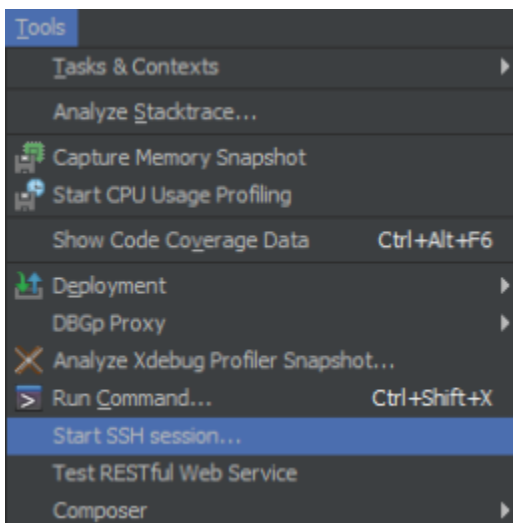 Tools
Tasks & Contexts
Analyze Stacktrace...
Capture Memory Snapshot
Start CPU Usage Profiling
Show Code Coverage Data Ctrl+Alt+F6
Deployment
DBGp Proxy
Analyze Xdebug Profiler Snapshot...
Run Command... Ctrl+Shift+X
Start SSH session...
Test RESTful Web Service
Composer